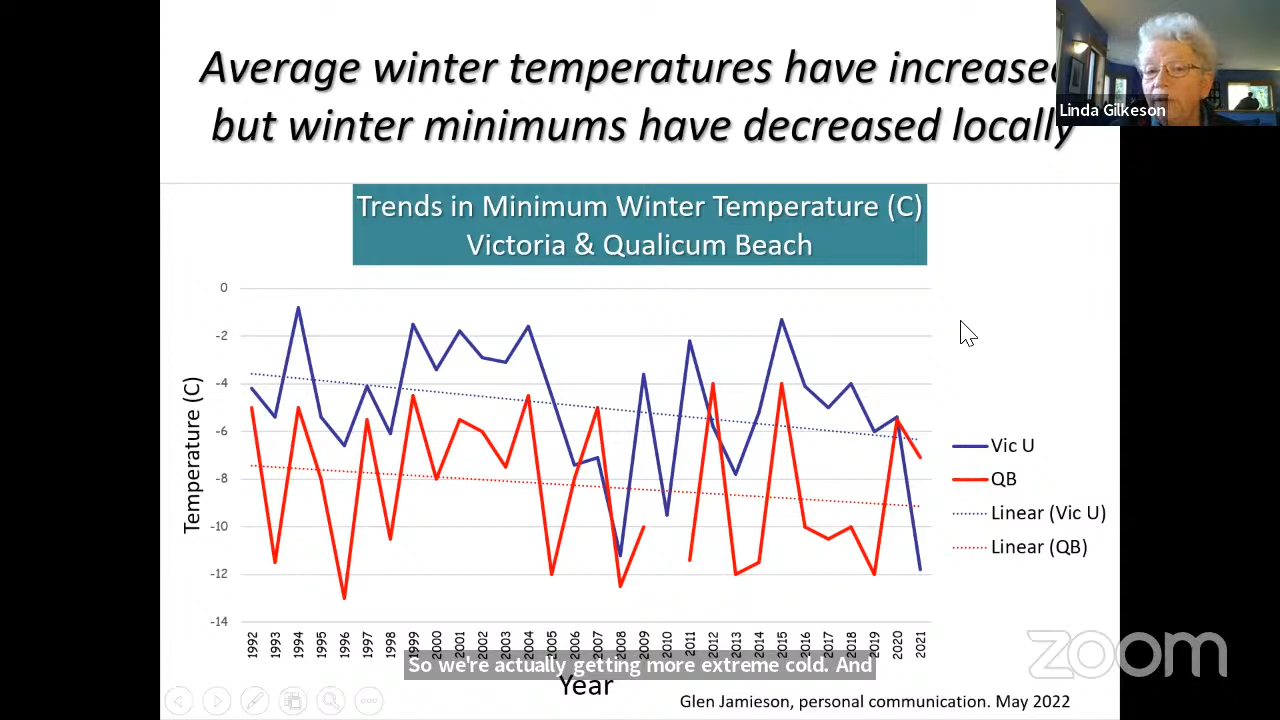 Average winter temperatures have increased
but winter minimums have decreased locally
Linda Gilkeson
Trends in Minimum Winter Temperature (C)
Victoria & Qualicum Beach
Temperature (C)
0
-2
-4
-6
-8
-10
-12
-14
1992 1993 1994 1995 1996 1997 1998 1999 2000 2001 2002 2003 2004 2005 2006 2007 2008 2009 2010 2011 2012 2013 2014 2015 2016 2017 2018 2019 2020 2021
Year
Vic U
QB
Linear (Vic U)
Linear (QB)
So we're actually getting more extreme cold. And
Glen Jamieson, personal communication. May 2022
zoom